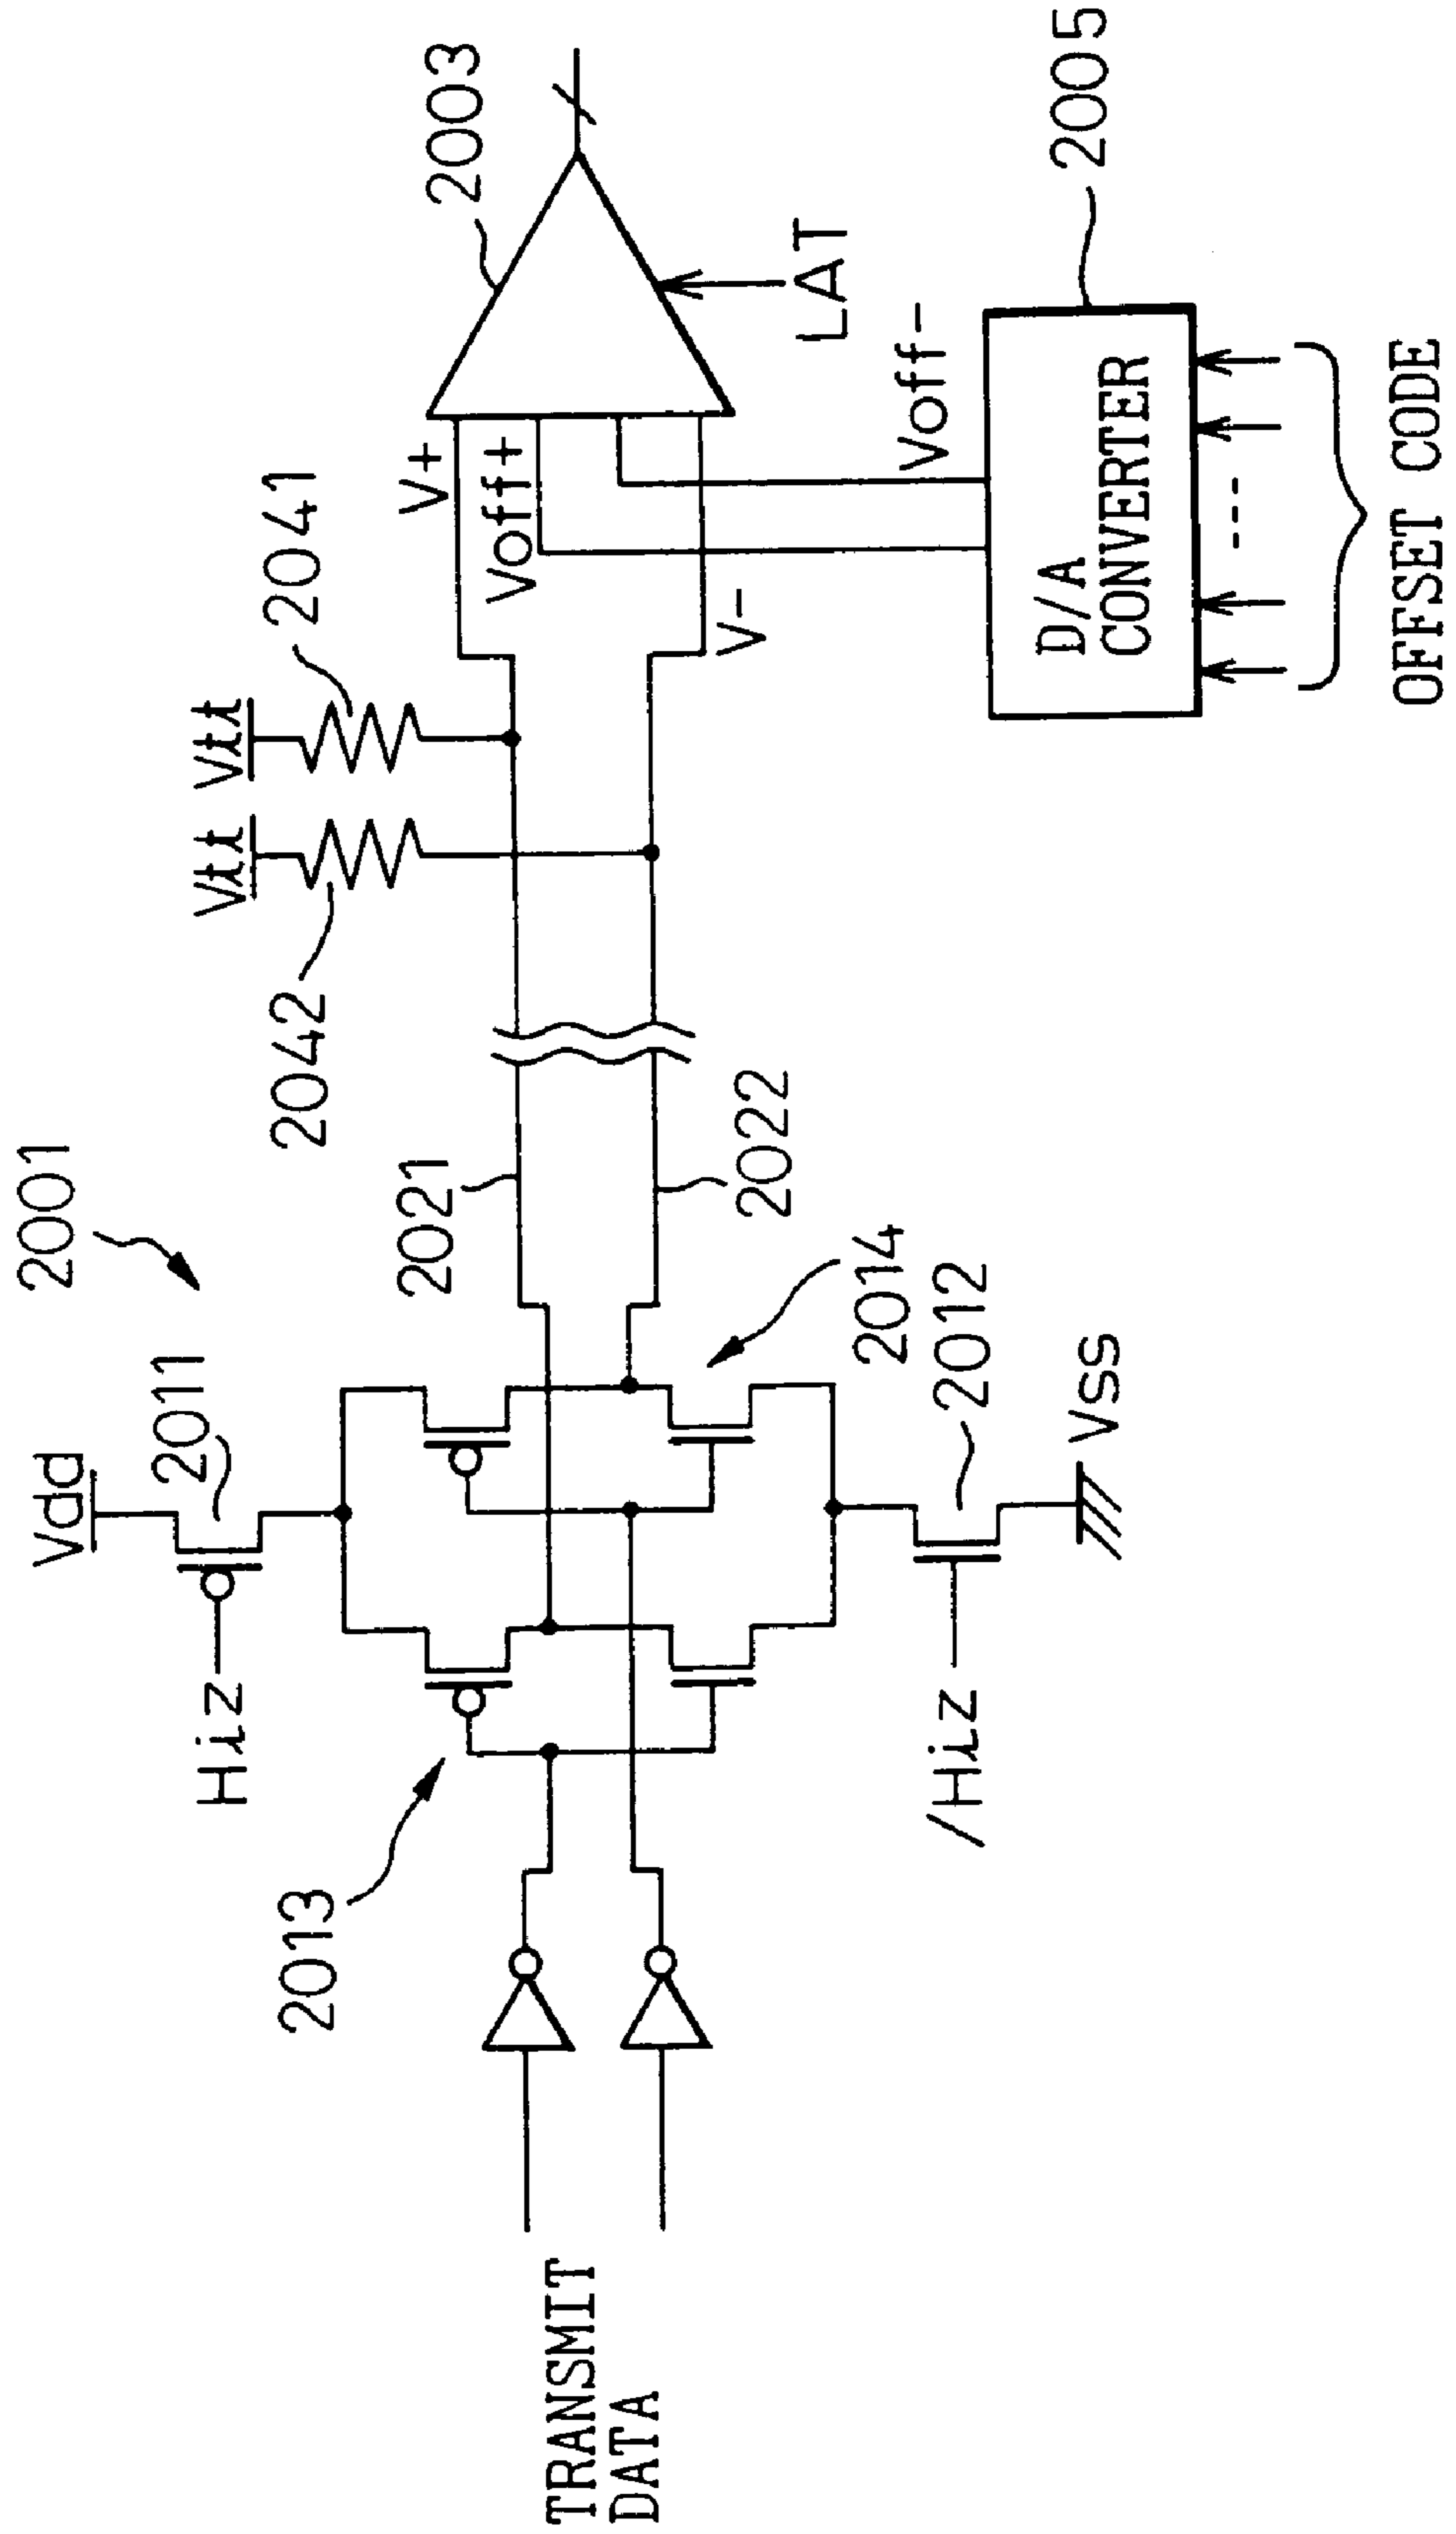 2001
Vdd
2011
Hiz
2013
TRANSMIT
DATA
2014
2012
/Hiz
Vss
2021
2022
Vtt
Vtt
2042
2041
V+
Voff+
V-
Voff-
2003
LAT
D/A
CONVERTER
2005
---
OFFSET CODE